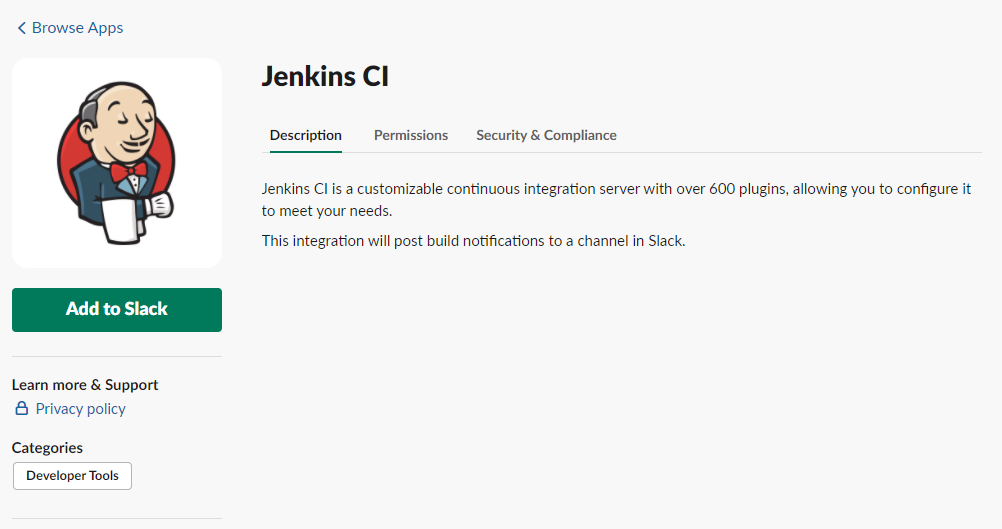 Browse Apps
Jenkins CI
Description Permissions Security & Compliance
Jenkins CI is a customizable continuous integration server with over 600 plugins, allowing you to configure it
to meet your needs.
This integration will post build notifications to a channel in Slack.
Add to Slack
Learn more & Support
Privacy policy
Categories
Developer Tools